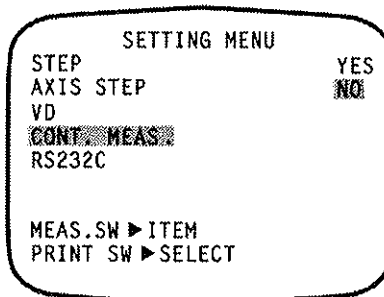 SETTING MENU
STEP YES
AXIS STEP NO
VD
CONT. MEAS.
RS232C
MEAS.SW ▶ ITEM
PRINT SW ▶ SELECT